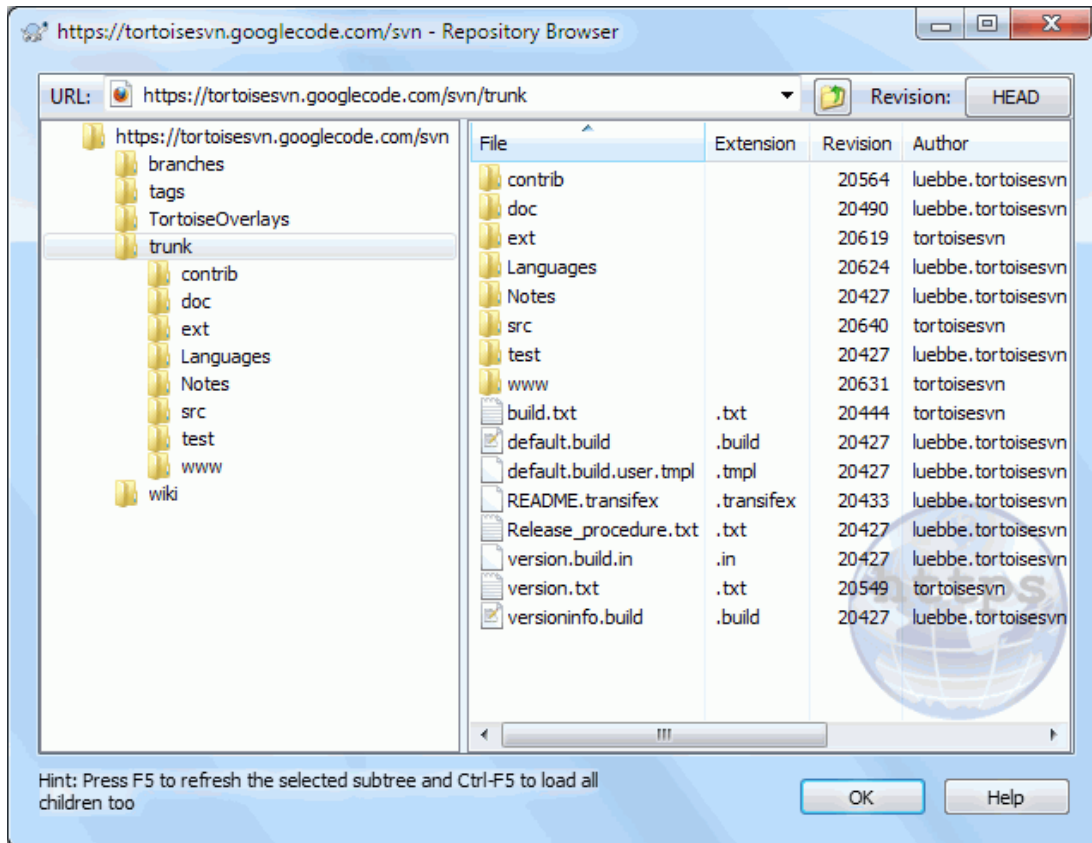 https://tortoisesvn.googlecode.com/svn - Repository Browser
URL: https://tortoisesvn.googlecode.com/svn/trunk Revision: HEAD
https://tortoisesvn.googlecode.com/svn
branches
tags
TortoiseOverlays
trunk
contrib
doc
ext
Languages
Notes
src
test
www
wiki
File Extension Revision Author
contrib 20564 luebbe.tortoisesvn
doc 20490 luebbe.tortoisesvn
ext 20619 tortoisesvn
Languages 20624 luebbe.tortoisesvn
Notes 20427 luebbe.tortoisesvn
src 20640 tortoisesvn
test 20427 luebbe.tortoisesvn
www 20631 tortoisesvn
build.txt .txt 20444 tortoisesvn
default.build .build 20427 luebbe.tortoisesvn
default.build.user.tmpl .tmpl 20427 luebbe.tortoisesvn
README.transifex .transifex 20433 luebbe.tortoisesvn
Release_procedure.txt .txt 20427 luebbe.tortoisesvn
version.build.in .in 20427 luebbe.tortoisesvn
version.txt .txt 20549 tortoisesvn
versioninfo.build .build 20427 luebbe.tortoisesvn
https
Hint: Press F5 to refresh the selected subtree and Ctrl-F5 to load all
children too
OK Help